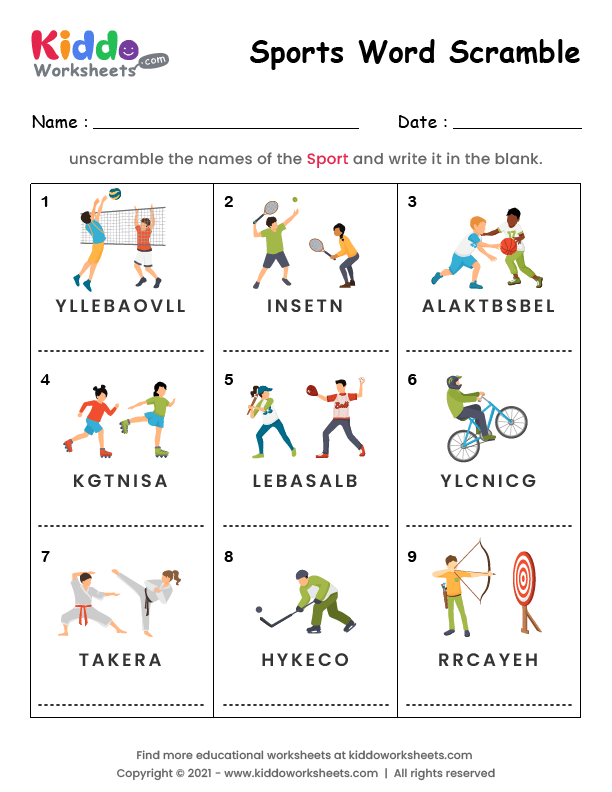 Kiddo
Worksheets.com
Sports Word Scramble
Name :
Date :
unscramble the names of the Sport and write it in the blank.
1
2
3
YLLEBAOVLL
INSETN
ALAKTBSBEL
4
5
6
Ball
KGTNISA
LEBASALB
YLCNICG
7
8
9
TAKERA
HYKECO
RRCAYEH
Find more educational worksheets at kiddoworksheets.com
Copyright © 2021 - www.kiddoworksheets.com | All rights reserved